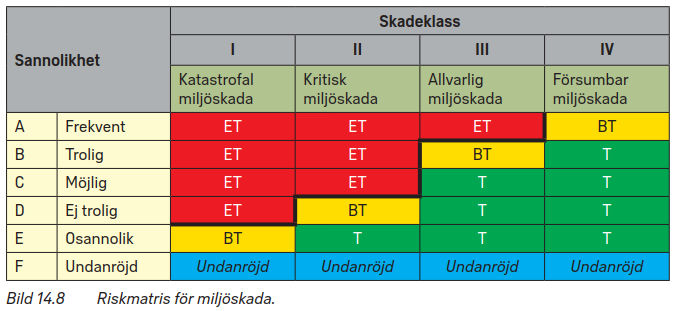 Sannolikhet Skadeklass
I II III IV
Katastrofal miljöskada Kritisk miljöskada Allvarlig miljöskada Försumbar miljöskada
A Frekvent ET ET ET BT
B Trolig ET ET BT T
C Möjlig ET ET T T
D Ej trolig ET BT T T
E Osannolik BT T T T
F Undanröjd Undanröjd Undanröjd Undanröjd Undanröjd
Bild 14.8 Riskmatris för miljöskada.